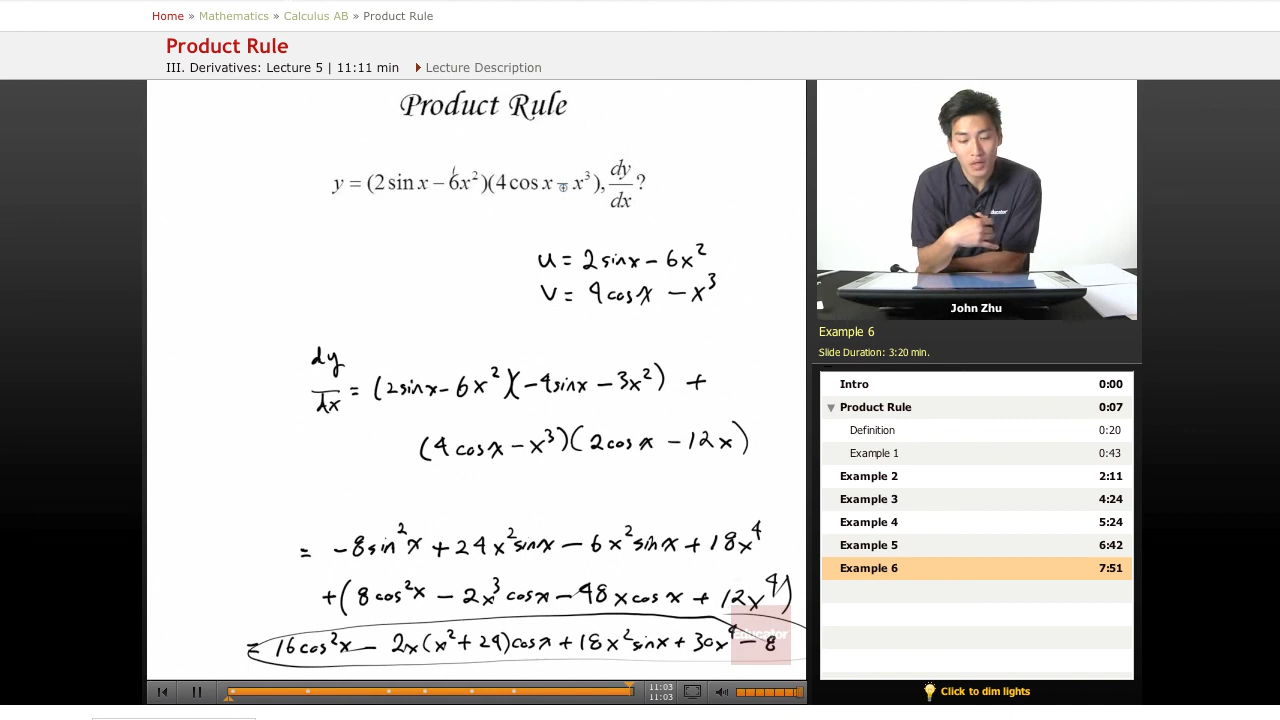 Home » Mathematics » Calculus AB » Product Rule
Product Rule
III. Derivatives: Lecture 5 | 11:11 min Lecture Description
Product Rule
y = (2 sin x – 6x²)(4 cos x – x³), dy/dx ?
u = 2 sin x – 6x²
v = 4 cos x – x³
dy/dx = (2 sin x – 6x²)(–4 sin x – 3x²) +
(4 cos x – x³)(2 cos x – 12x)
= –8 sin²x + 24x² sin x – 6x² sin x + 18x⁴
+(8 cos²x – 2x³ cos x – 48x cos x + 12x⁴)
= 16 cos²x – 2x(x² + 24) cos x + 18x² sin x + 30x⁴ – 8
Educator
11:03
11:03
educator
John Zhu
Example 6
Slide Duration: 3:20 min.
Intro 0:00
Product Rule 0:07
Definition 0:20
Example 1 0:43
Example 2 2:11
Example 3 4:24
Example 4 5:24
Example 5 6:42
Example 6 7:51
Click to dim lights